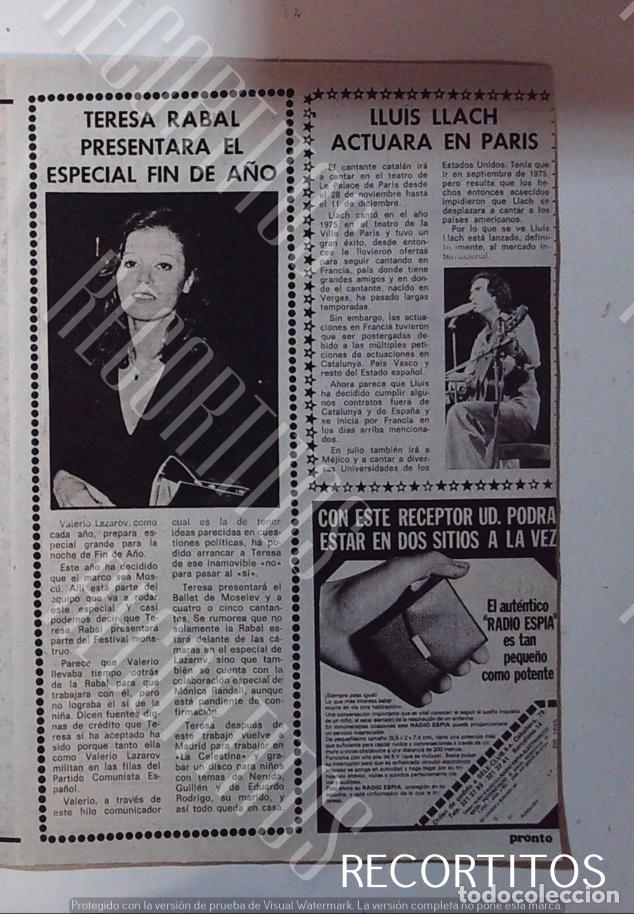 TERESA RABAL
PRESENTARA EL
ESPECIAL FIN DE AÑO
Valerio Lazarov, como
cada año, prepara es-
pecial grande para la
noche de Fin de Año.
Este año ha decidido
que el marco sea Mos-
cú. Allí está parte del
equipo que va a rodar
este especial y casi
podemos decir que Te-
resa Rabal presentará
parte del Festival-mons-
truo.
Parece que Valerio
llevaba tiempo detrás
de la Rabal para que
trabajara con él, pero
no lograba el sí de la
niña. Dicen fuentes dig-
nas de crédito que Te-
resa sí ha aceptado ha
sido porque tanto ella
como Valerio Lazarov
militan en las filas del
Partido Comunista Es-
pañol.
Valerio, a través de
este hilo comunicador
cual es la de tener
ideas parecidas en cues-
tiones políticas, ha po-
dido arrancar a Teresa
de ese inamovible «no»
para pasar al «sí».
Teresa presentará el
Ballet de Moseiev y a
cuatro o cinco cantan-
tes. Se rumorea que no
solamente la Rabal es-
tará delante de las cá-
maras en el especial de
Lazarov, sino que tam-
bién se cuenta con la
colaboración especial de
Mónica Randall, aunque
está pendiente de con-
firmación.
Teresa después de
este trabajo vuelve a
Madrid para trabajar en
«La Celestina» y gra-
bar un disco para niños
con temas de Neruda,
Guillén y de Eduardo
Rodrigo, su marido, y
así todo queda en casa.
LLUIS LLACH
ACTUARA EN PARIS
El cantante catalán irá
a cantar en el teatro de
Le Palace de París desde
el 28 de noviembre hasta
el 11 de diciembre.
Llach cantó en el año
1975 en el teatro de la
Ville de París y tuvo un
gran éxito, desde enton-
ces le llovieron ofertas
para seguir cantando en
Francia, país donde tiene
grandes amigos y en don-
de el cantante, nacido en
Verges, ha pasado largas
temporadas.
Sin embargo, las actua-
ciones en Francia tuvieron
que ser postergadas de-
bido a las múltiples peti-
ciones de actuaciones en
Catalunya, País Vasco y
resto del Estado español.
Ahora parece que Lluís
ha decidido cumplir algu-
nos contratos fuera de
Catalunya y de España y
se inicia por Francia en
los días arriba menciona-
dos.
En julio también irá a
Méjico y a cantar a diver-
sas Universidades de los
Estados Unidos. Tenía que
ir en septiembre de 1975,
pero resulta que los he-
chos entonces acaecidos
impidieron que Llach se
desplazara a cantar a los
países americanos.
Por lo que se ve Lluís
Llach está lanzado, defini-
tivamente, al mercado in-
ternacional.
CON ESTE RECEPTOR UD. PODRA
ESTAR EN DOS SITIOS A LA VEZ
El auténtico
"RADIO ESPIA"
es tan
pequeño
como potente
¡Siempre pasa igual!
Lo que más interesa saber
ocurre en vía una habitación
pronto
RECORTITOS
todocoleccion
Protegido con la versión de prueba de Visual Watermark. La versión completa no pone esta marca.